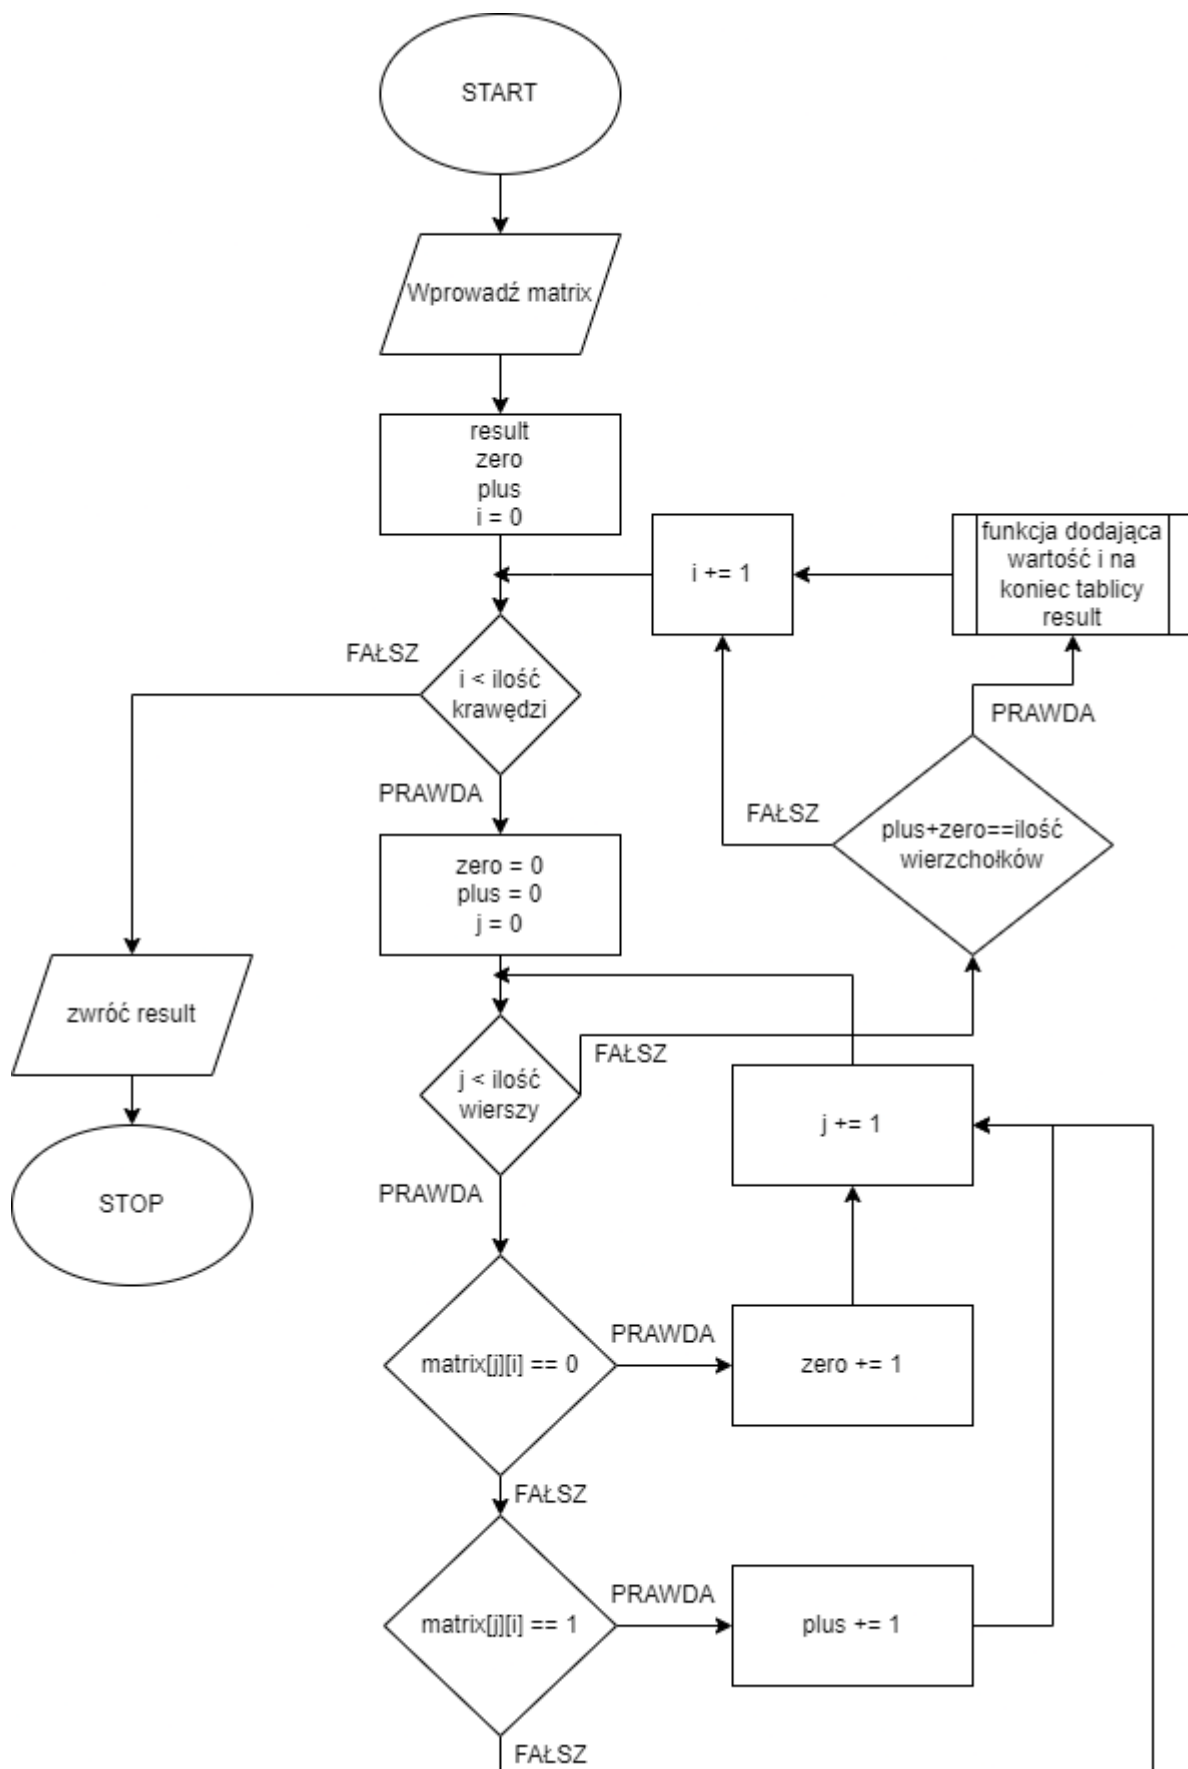 START
Wprowadź matrix
result
zero
plus
i = 0
i += 1
funkcja dodająca
wartość i na
koniec tablicy
result
FAŁSZ
i < ilość
krawędzi
PRAWDA
PRAWDA
FAŁSZ
plus+zero==ilość
wierzchołków
zero = 0
plus = 0
j = 0
zwróć result
FAŁSZ
j < ilość
wierszy
j += 1
PRAWDA
STOP
matrix[j][i] == 0
PRAWDA
zero += 1
FAŁSZ
matrix[j][i] == 1
PRAWDA
plus += 1
FAŁSZ